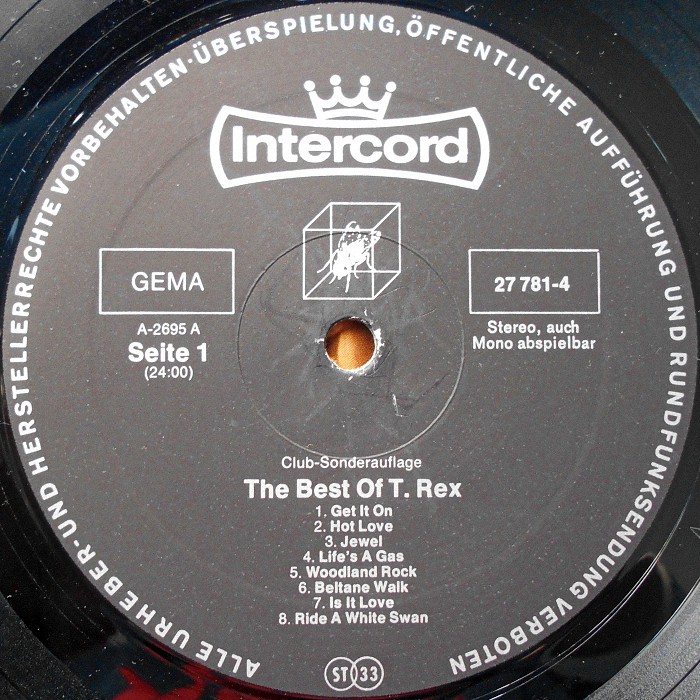 ALLE URHEBER- UND HERSTELLERRECHTE VORBEHALTEN · ÜBERSPIELUNG, ÖFFENTLICHE AUFFÜHRUNG UND RUNDFUNKSENDUNG VERBOTEN
Intercord
GEMA
27 781-4
A-2695 A
Seite 1
(24:00)
Stereo, auch
Mono abspielbar
Club-Sonderauflage
The Best Of T. Rex
1. Get It On
2. Hot Love
3. Jewel
4. Life's A Gas
5. Woodland Rock
6. Beltane Walk
7. Is It Love
8. Ride A White Swan
ST 33